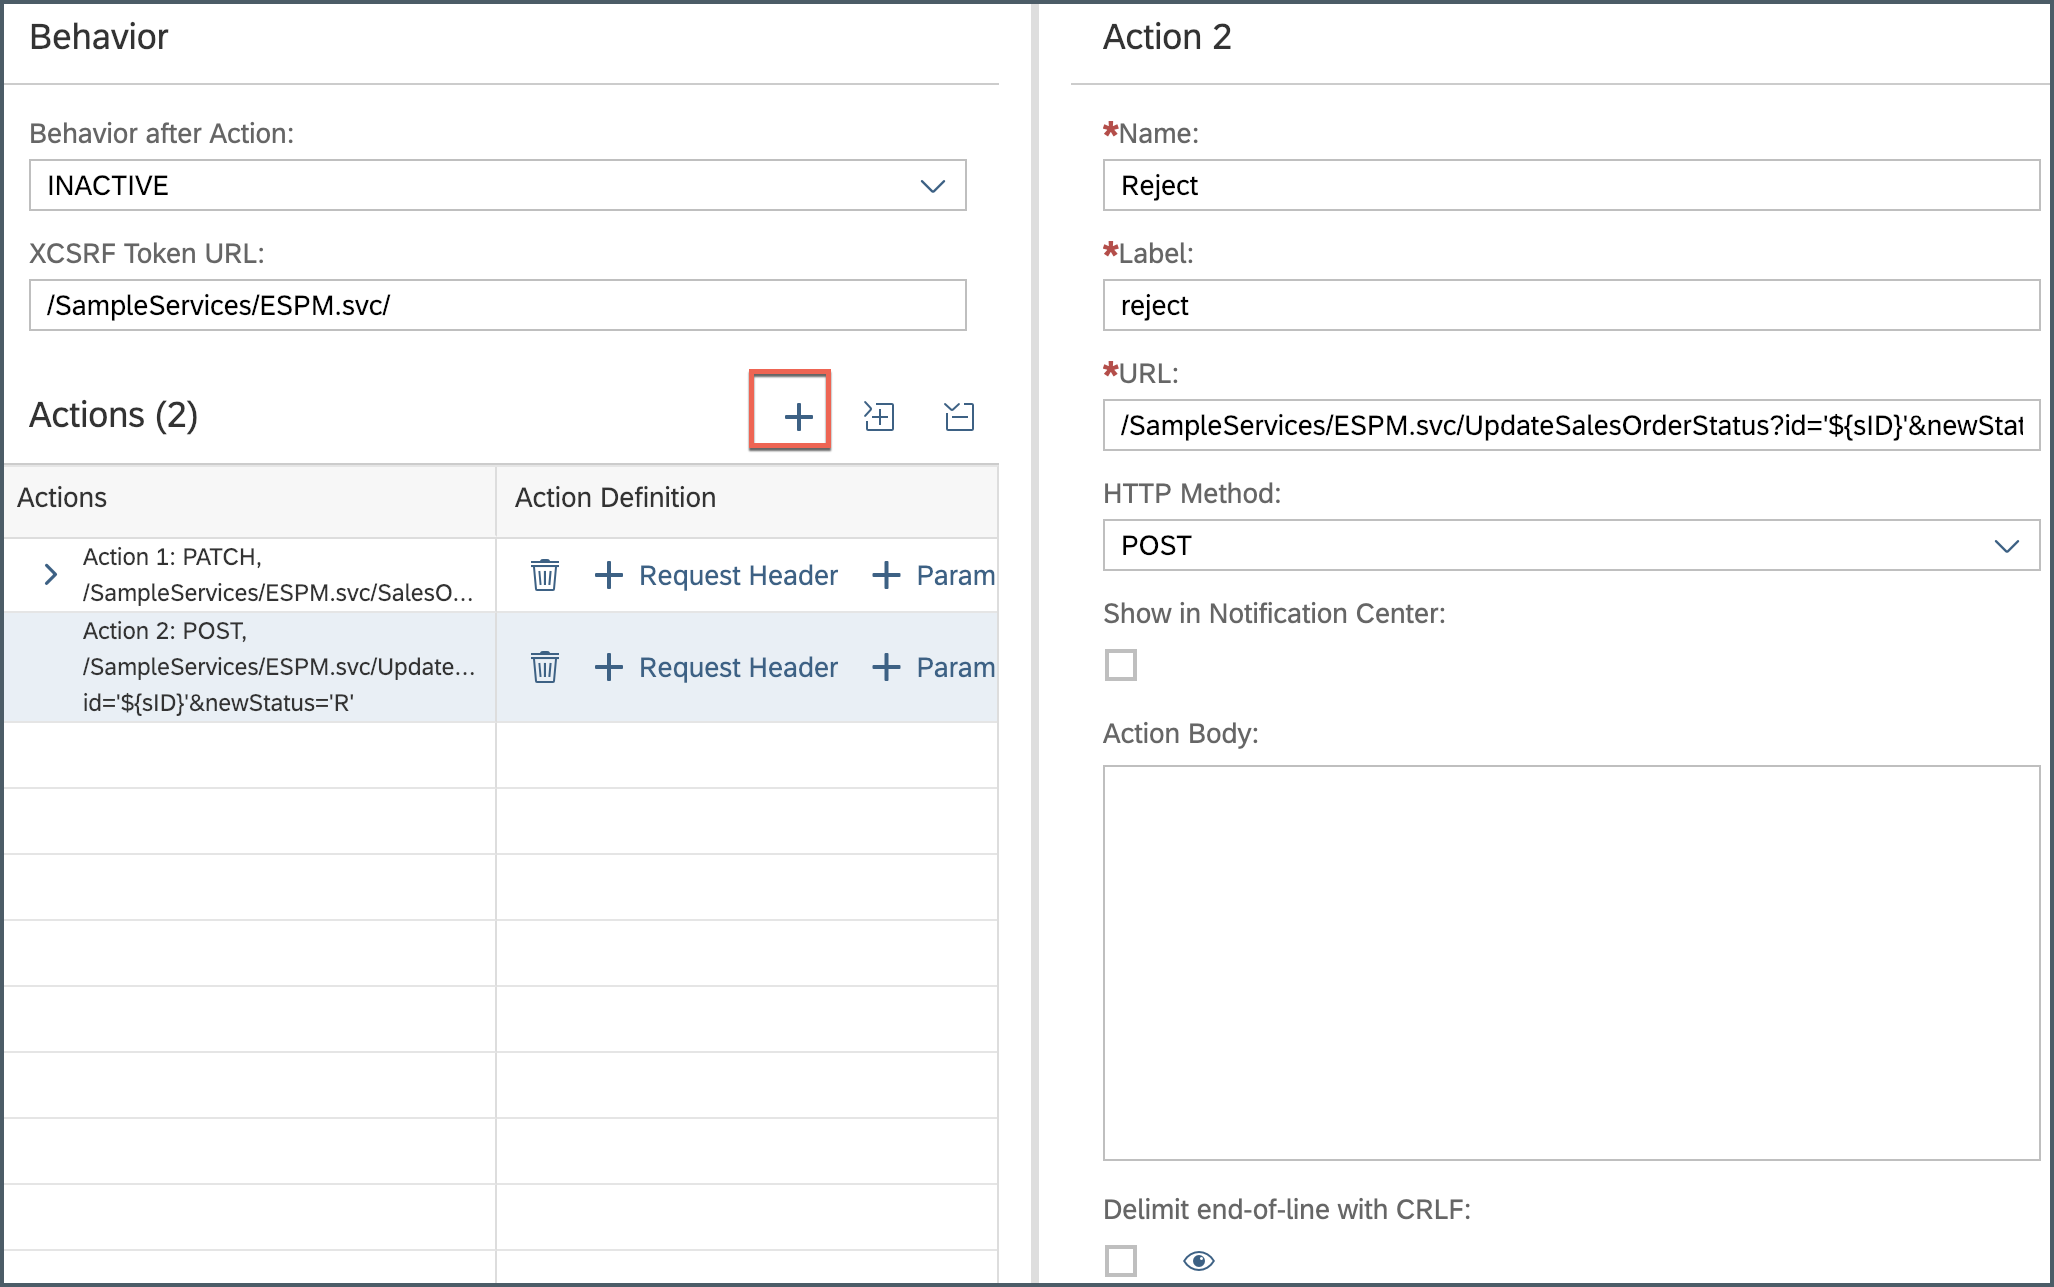 Behavior
Behavior after Action:
INACTIVE
XCSRF Token URL:
/SampleServices/ESPM.svc/
Actions (2)
Actions
Action Definition
Action 1: PATCH,
/SampleServices/ESPM.svc/SalesO...
Request Header
Param
Action 2: POST,
/SampleServices/ESPM.svc/Update...
id='${sID}'&newStatus='R'
Request Header
Param
Action 2
*Name:
Reject
*Label:
reject
*URL:
/SampleServices/ESPM.svc/UpdateSalesOrderStatus?id='${sID}'&newStat
HTTP Method:
POST
Show in Notification Center:
Action Body:
Delimit end-of-line with CRLF: